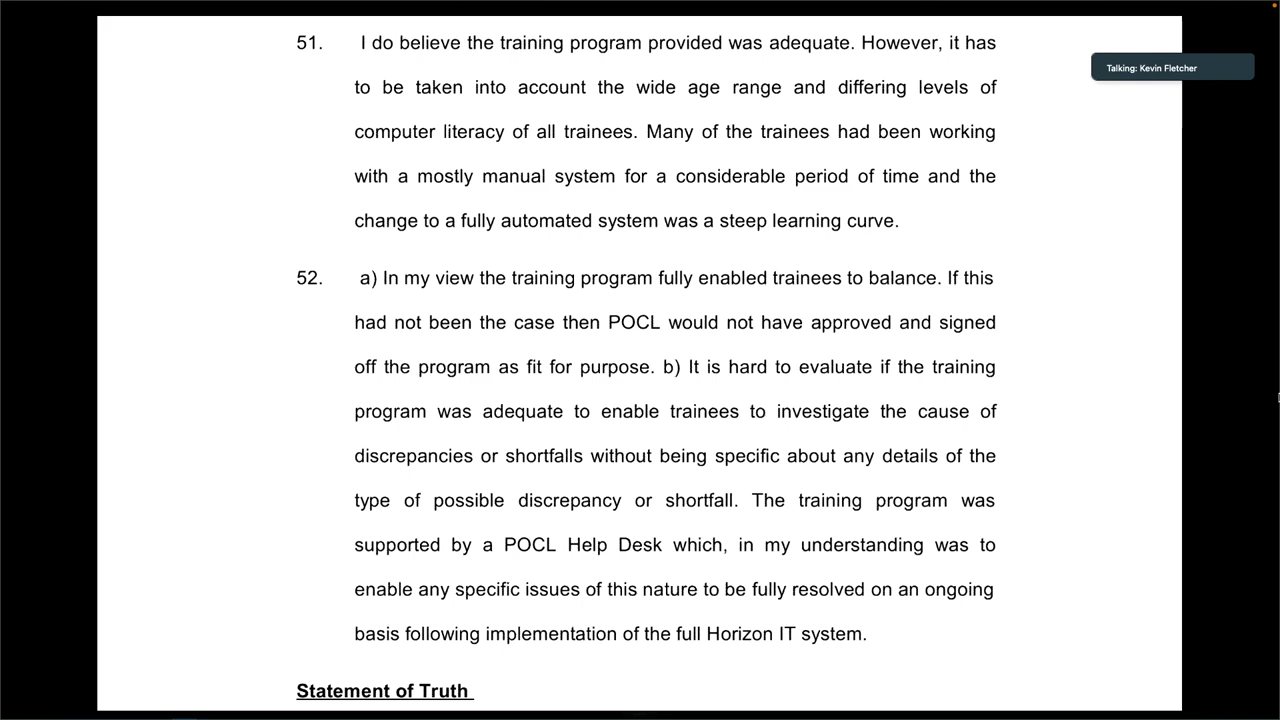 51. I do believe the training program provided was adequate. However, it has
to be taken into account the wide age range and differing levels of
computer literacy of all trainees. Many of the trainees had been working
with a mostly manual system for a considerable period of time and the
change to a fully automated system was a steep learning curve.
52. a) In my view the training program fully enabled trainees to balance. If this
had not been the case then POCL would not have approved and signed
off the program as fit for purpose. b) It is hard to evaluate if the training
program was adequate to enable trainees to investigate the cause of
discrepancies or shortfalls without being specific about any details of the
type of possible discrepancy or shortfall. The training program was
supported by a POCL Help Desk which, in my understanding was to
enable any specific issues of this nature to be fully resolved on an ongoing
basis following implementation of the full Horizon IT system.
Statement of Truth
Talking: Kevin Fletcher